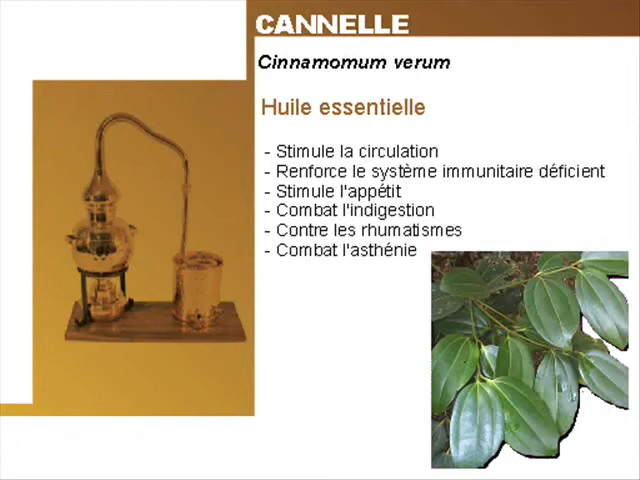 CANNELLE
Cinnamomum verum
Huile essentielle
- Stimule la circulation
- Renforce le système immunitaire déficient
- Stimule l'appétit
- Combat l'indigestion
- Contre les rhumatismes
- Combat l'asthénie